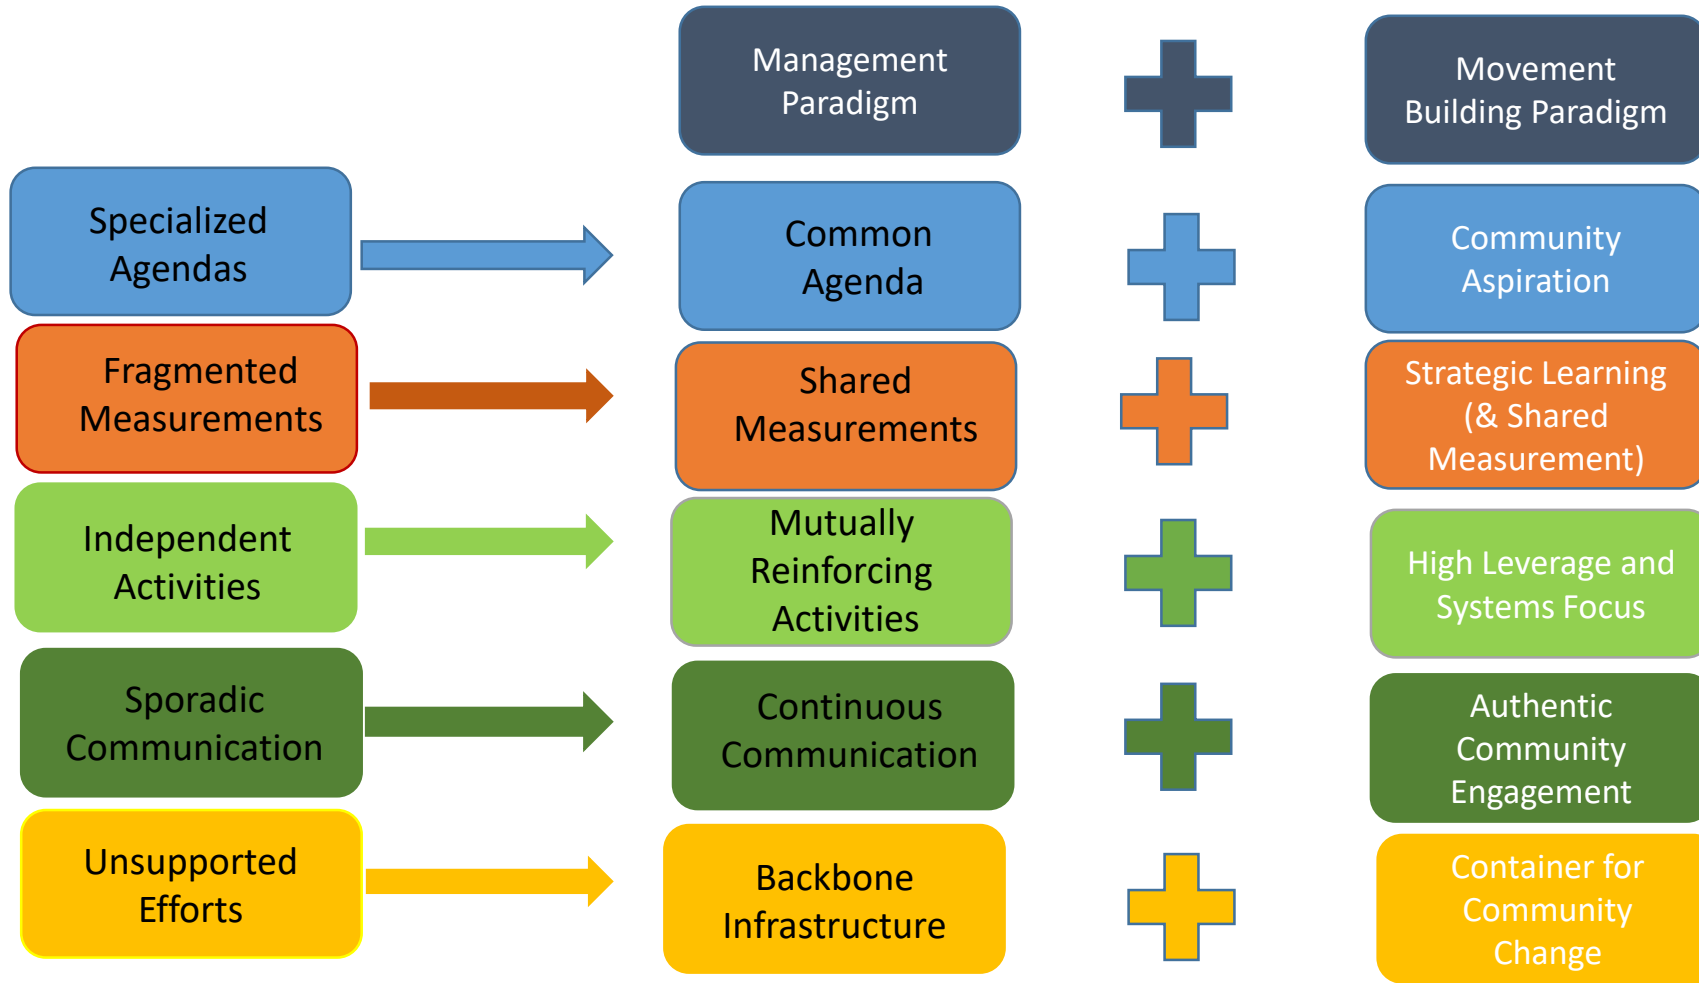 Management
Paradigm
Movement
Building Paradigm
Specialized
Agendas
Common
Agenda
Community
Aspiration
Fragmented
Measurements
Shared
Measurements
Strategic Learning
(& Shared
Measurement)
Independent
Activities
Mutually
Reinforcing
Activities
High Leverage and
Systems Focus
Sporadic
Communication
Continuous
Communication
Authentic
Community
Engagement
Unsupported
Efforts
Backbone
Infrastructure
Container for
Community
Change